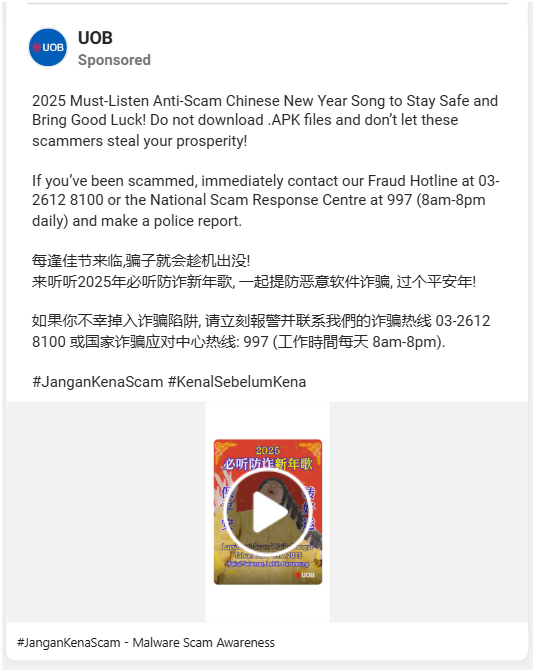 UOB
UOB
Sponsored
2025 Must-Listen Anti-Scam Chinese New Year Song to Stay Safe and
Bring Good Luck! Do not download .APK files and don’t let these
scammers steal your prosperity!
If you’ve been scammed, immediately contact our Fraud Hotline at 03-
2612 8100 or the National Scam Response Centre at 997 (8am-8pm
daily) and make a police report.
每逢佳节来临,骗子就会趁机出没!
来听听2025年必听防诈新年歌, 一起提防恶意软件诈骗, 过个平安年!
如果你不幸掉入诈骗陷阱, 请立刻報警并联系我們的诈骗热线 03-2612
8100 或国家诈骗应对中心热线: 997 (工作時間每天 8am-8pm).
#JanganKenaScam #KenalSebelumKena
2025
必听防诈新年歌
2025
UOB
#JanganKenaScam - Malware Scam Awareness